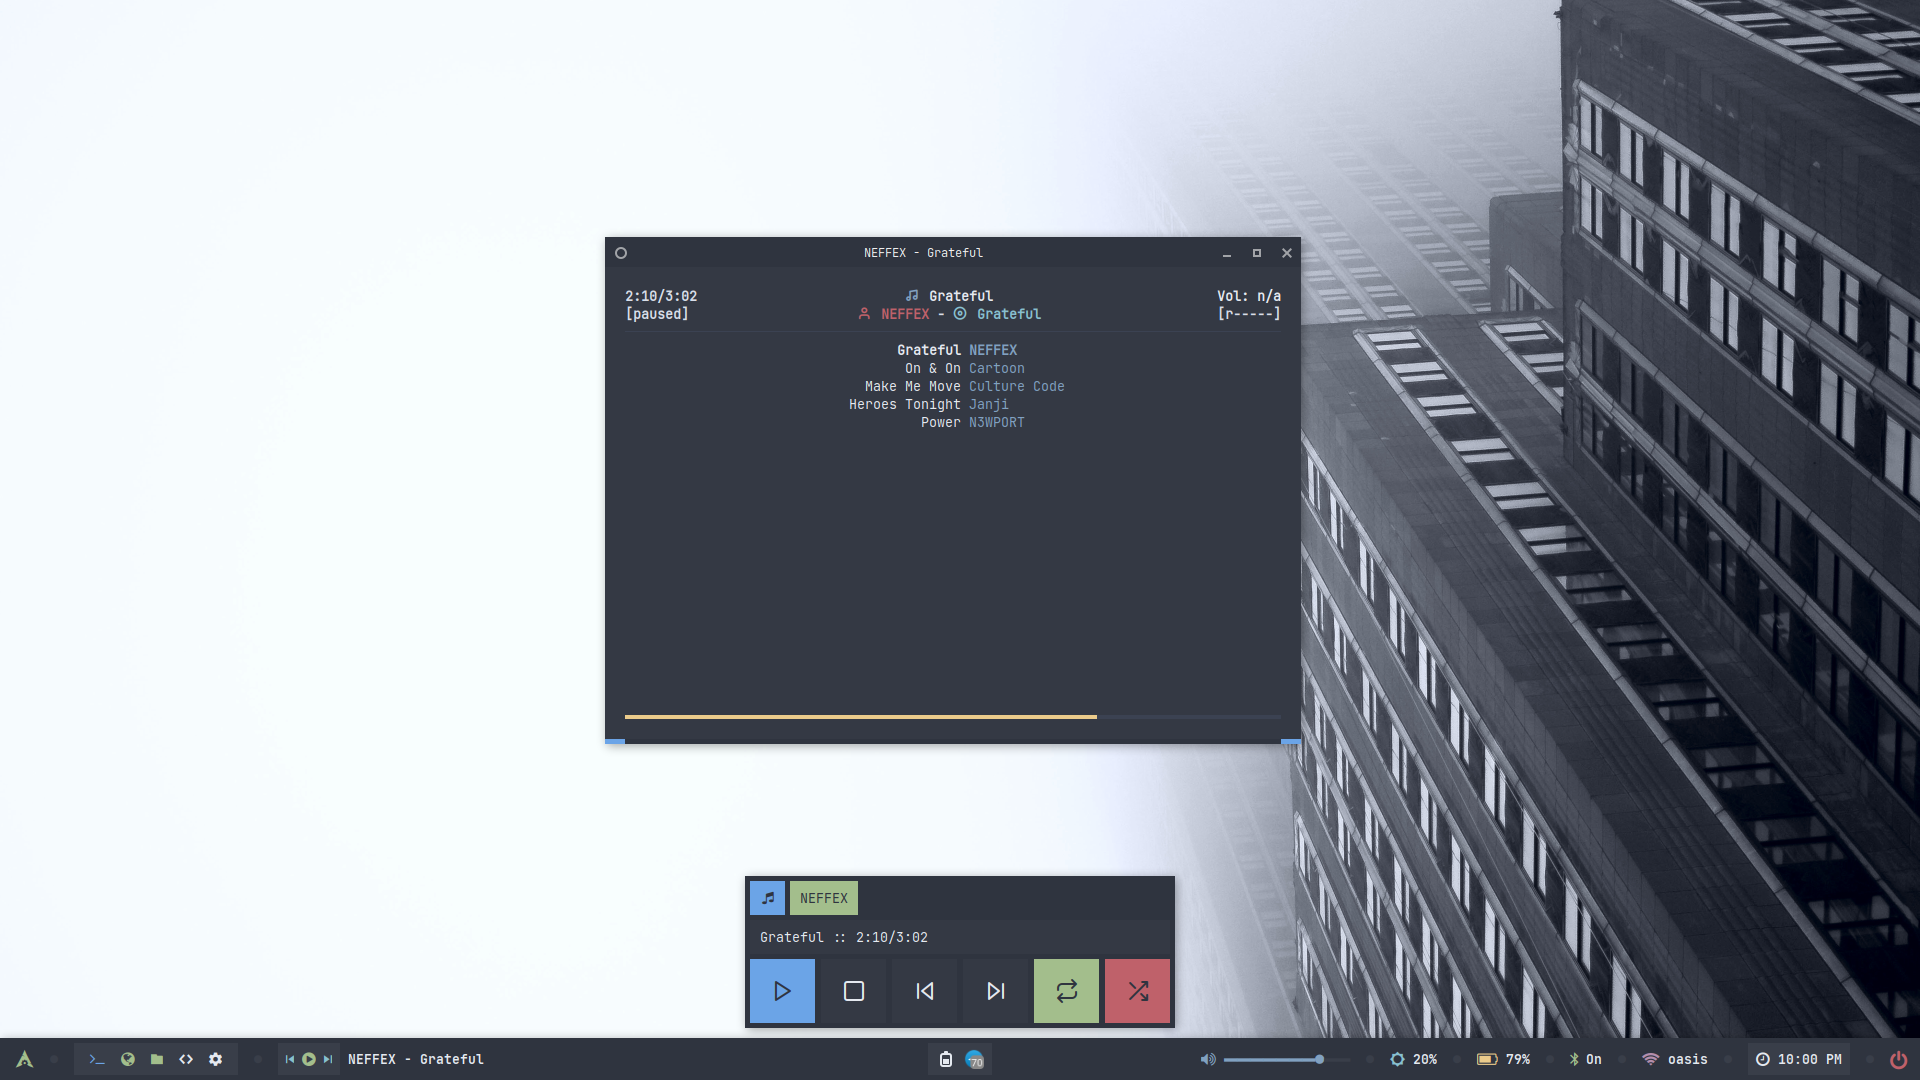 NEFFEX - Grateful
2:10/3:02
Grateful
Vol: n/a
[paused]
NEFFEX - Grateful
[r-----]
Grateful NEFFEX
On & On Cartoon
Make Me Move Culture Code
Heroes Tonight Janji
Power N3WPORT
NEFFEX
Grateful :: 2:10/3:02
NEFFEX - Grateful
70
20%
79%
On
oasis
10:00 PM